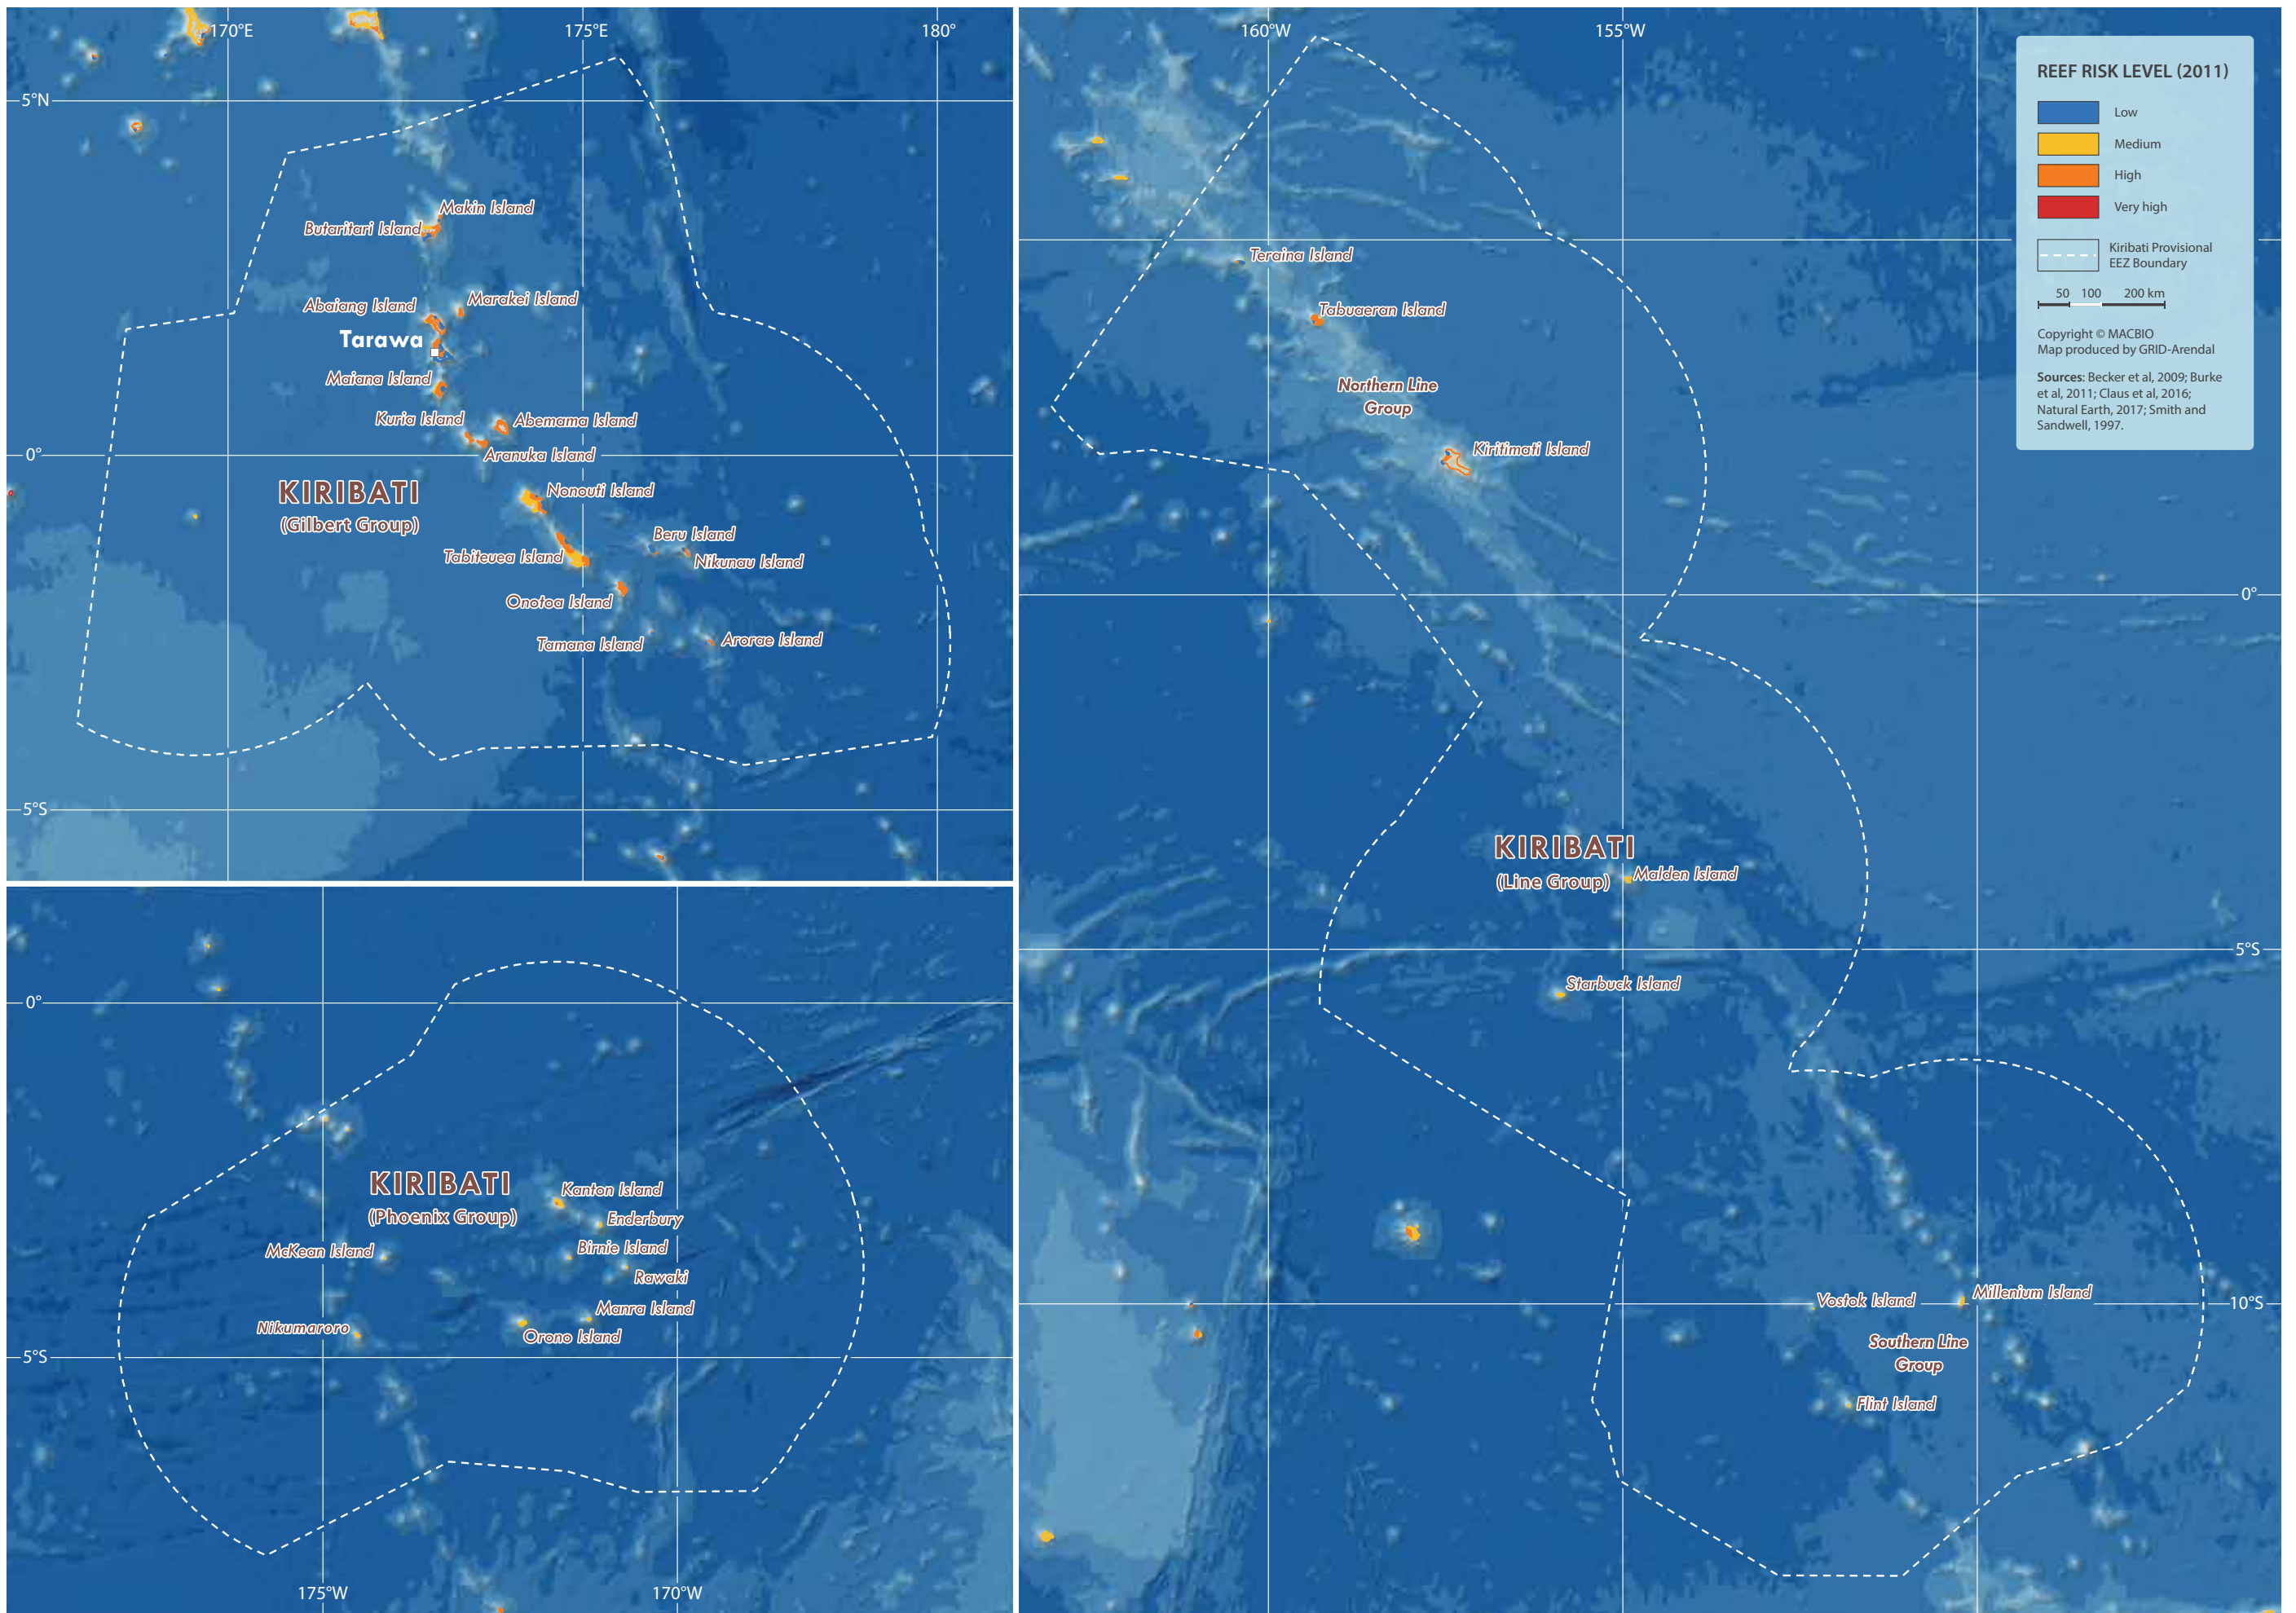 170°E
175°E
180°
5°N
Makin Island
Butaritari Island
Abaiang Island
Marakei Island
Tarawa
Maiana Island
Kuria Island
Abemama Island
Aranuka Island
0°
KIRIBATI
(Gilbert Group)
Nonouti Island
Beru Island
Tabiteuea Island
Nikunau Island
Onotoa Island
Tamana Island
Arorae Island
5°S
0°
KIRIBATI
(Phoenix Group)
Kanton Island
Enderbury
McKean Island
Birnie Island
Rawaki
Manra Island
Nikumaroro
Orono Island
5°S
175°W
170°W
160°W
155°W
Teraina Island
Tabuaeran Island
Northern Line
Group
Kiritimati Island
0°
KIRIBATI
(Line Group)
Malden Island
5°S
Starbuck Island
Vostok Island
Millenium Island
10°S
Southern Line
Group
Flint Island
REEF RISK LEVEL (2011)
Low
Medium
High
Very high
Kiribati Provisional
EEZ Boundary
50 100 200 km
Copyright © MACBIO
Map produced by GRID-Arendal
Sources: Becker et al, 2009; Burke
et al, 2011; Claus et al, 2016;
Natural Earth, 2017; Smith and
Sandwell, 1997.